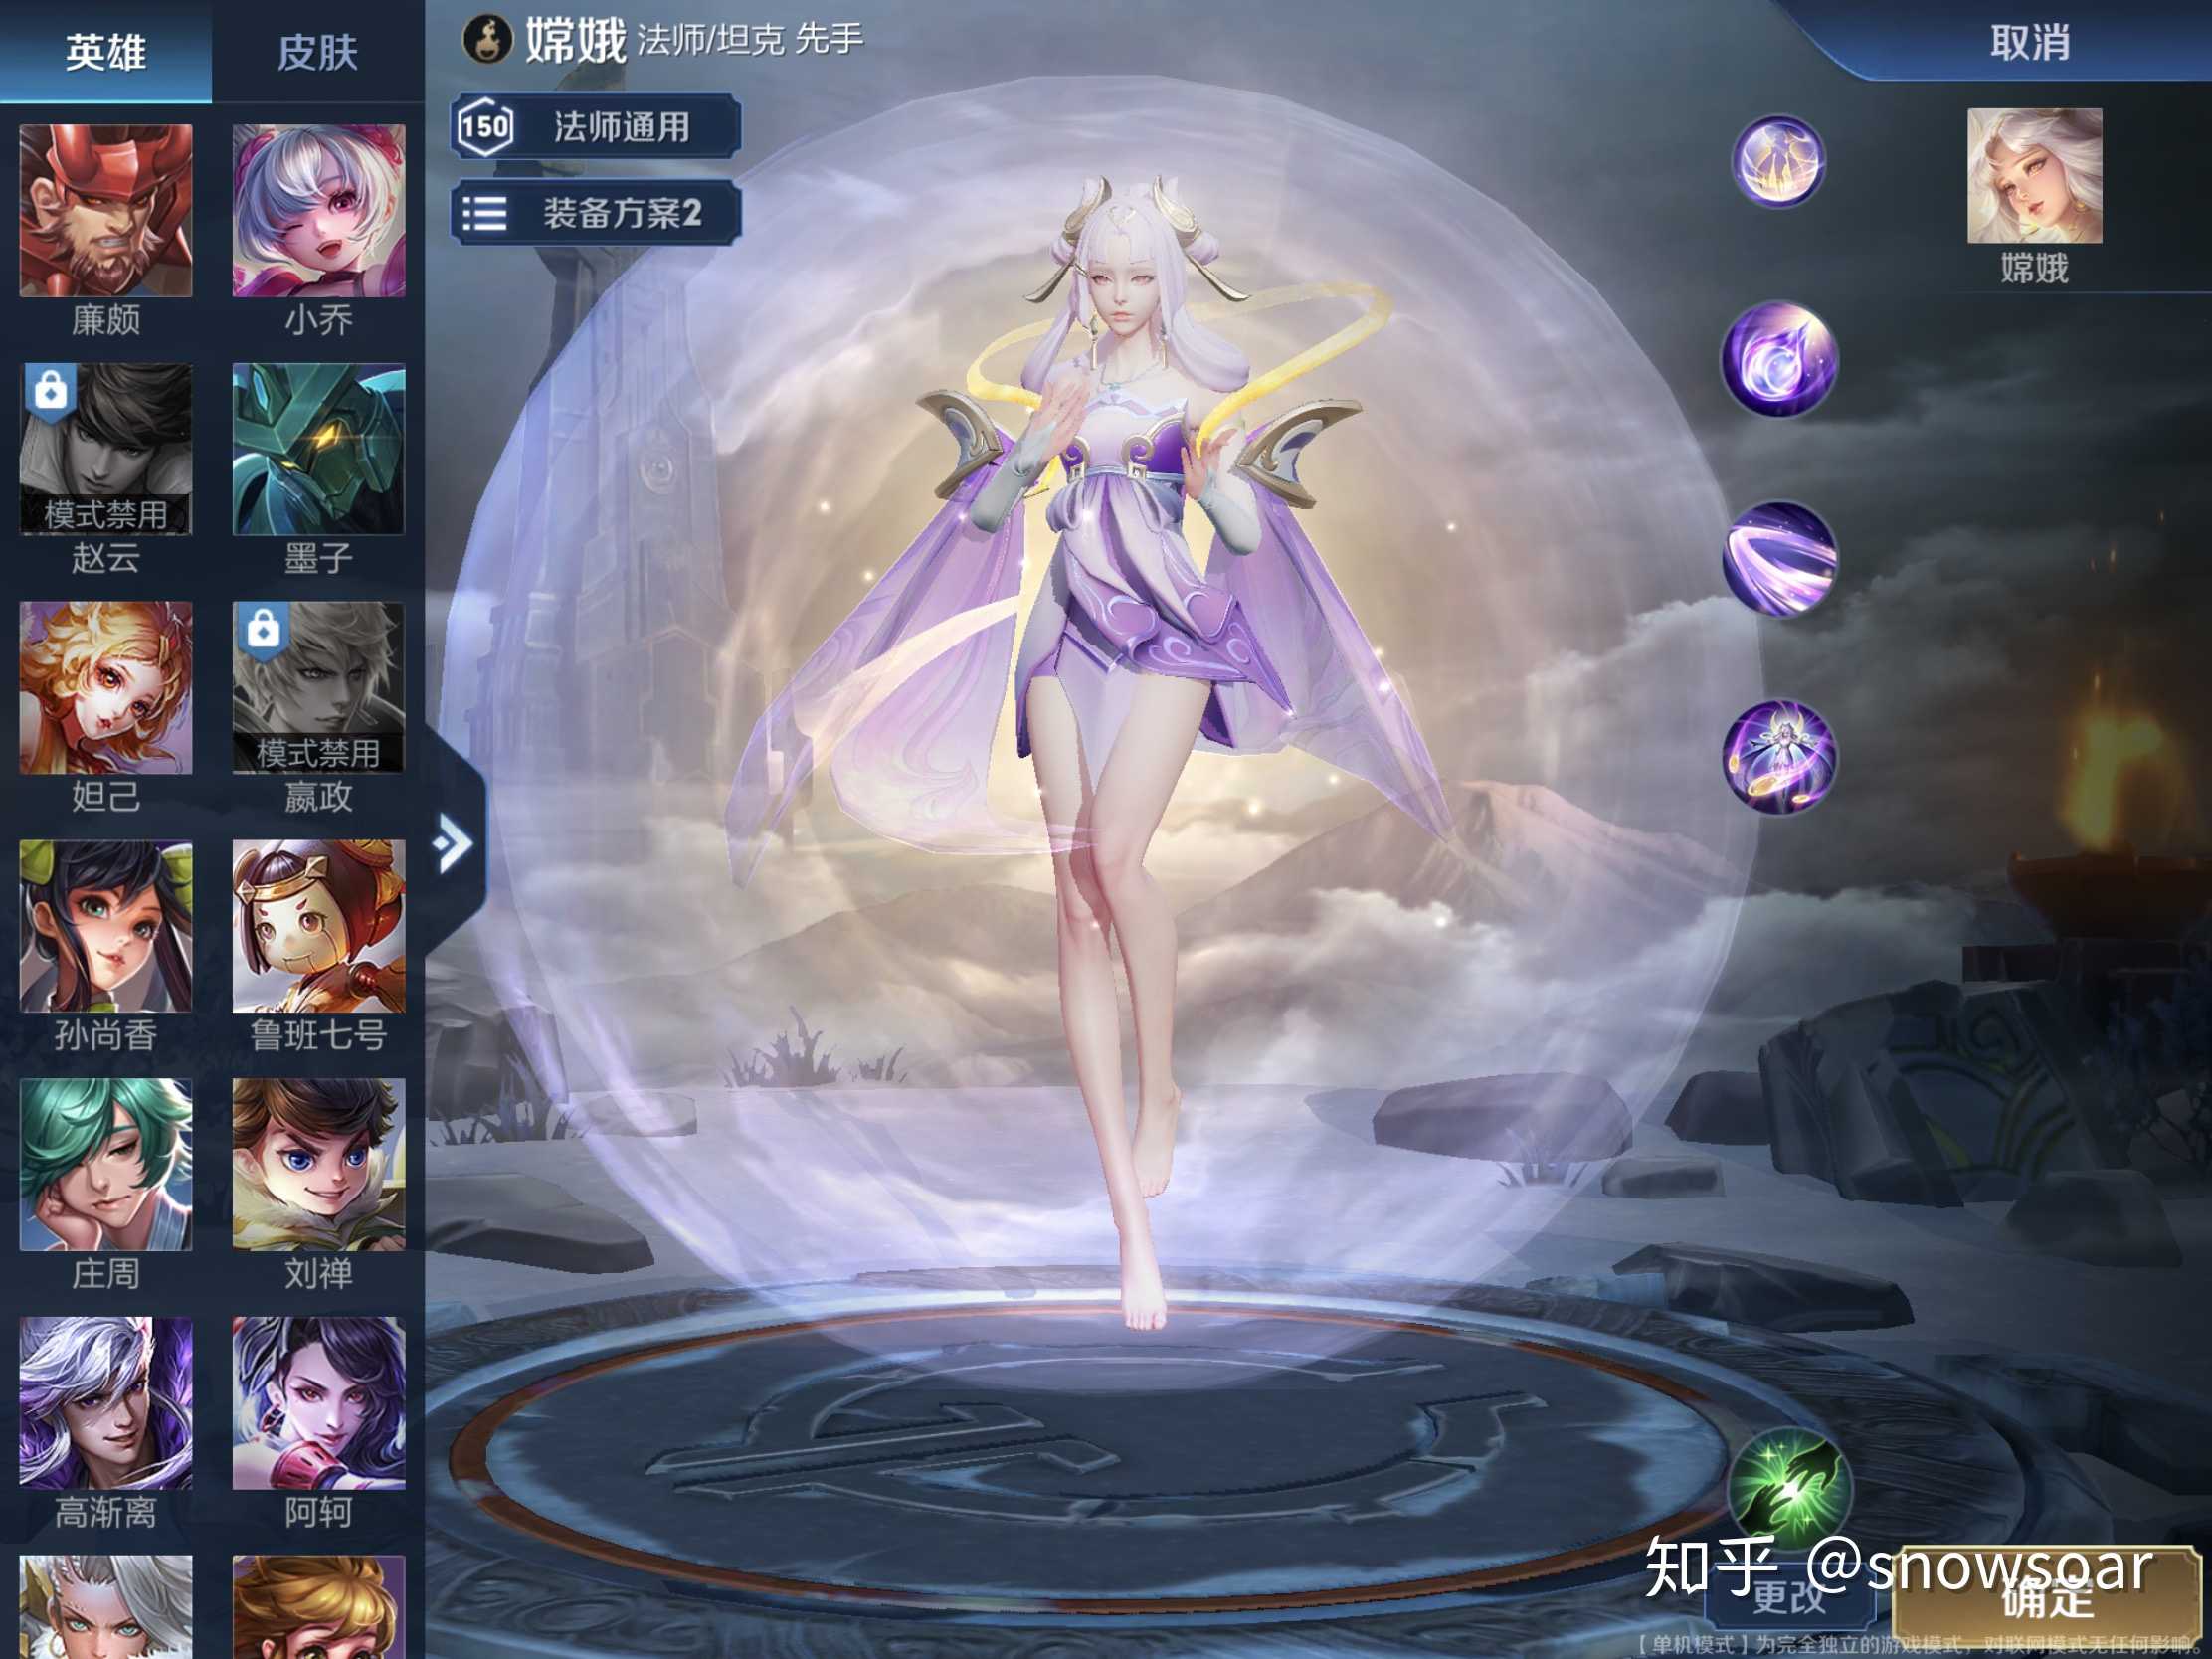 英雄
皮肤
嫦娥 法师/坦克 先手
取消
150 法师通用
装备方案2
嫦娥
廉颇
小乔
模式禁用
赵云
墨子
妲己
模式禁用
嬴政
孙尚香
鲁班七号
庄周
刘禅
高渐离
阿轲
知乎 @snowsoar
更改
确定
【单机模式】为完全独立的游戏模式，对联网模式无任何影响。